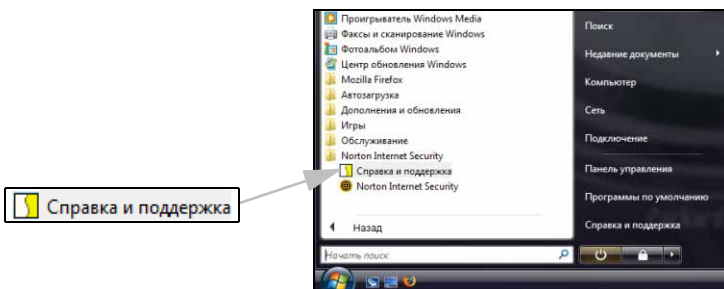 Проигрыватель Windows Media
Факсы и сканирование Windows
Фотоальбом Windows
Центр обновления Windows
Mozilla Firefox
Автозагрузка
Дополнения и обновления
Игры
Обслуживание
Norton Internet Security
Справка и поддержка
Norton Internet Security
Назад
Начать поиск
Поиск
Недавние документы
Компьютер
Сеть
Подключение
Панель управления
Программы по умолчанию
Справка и поддержка
Справка и поддержка